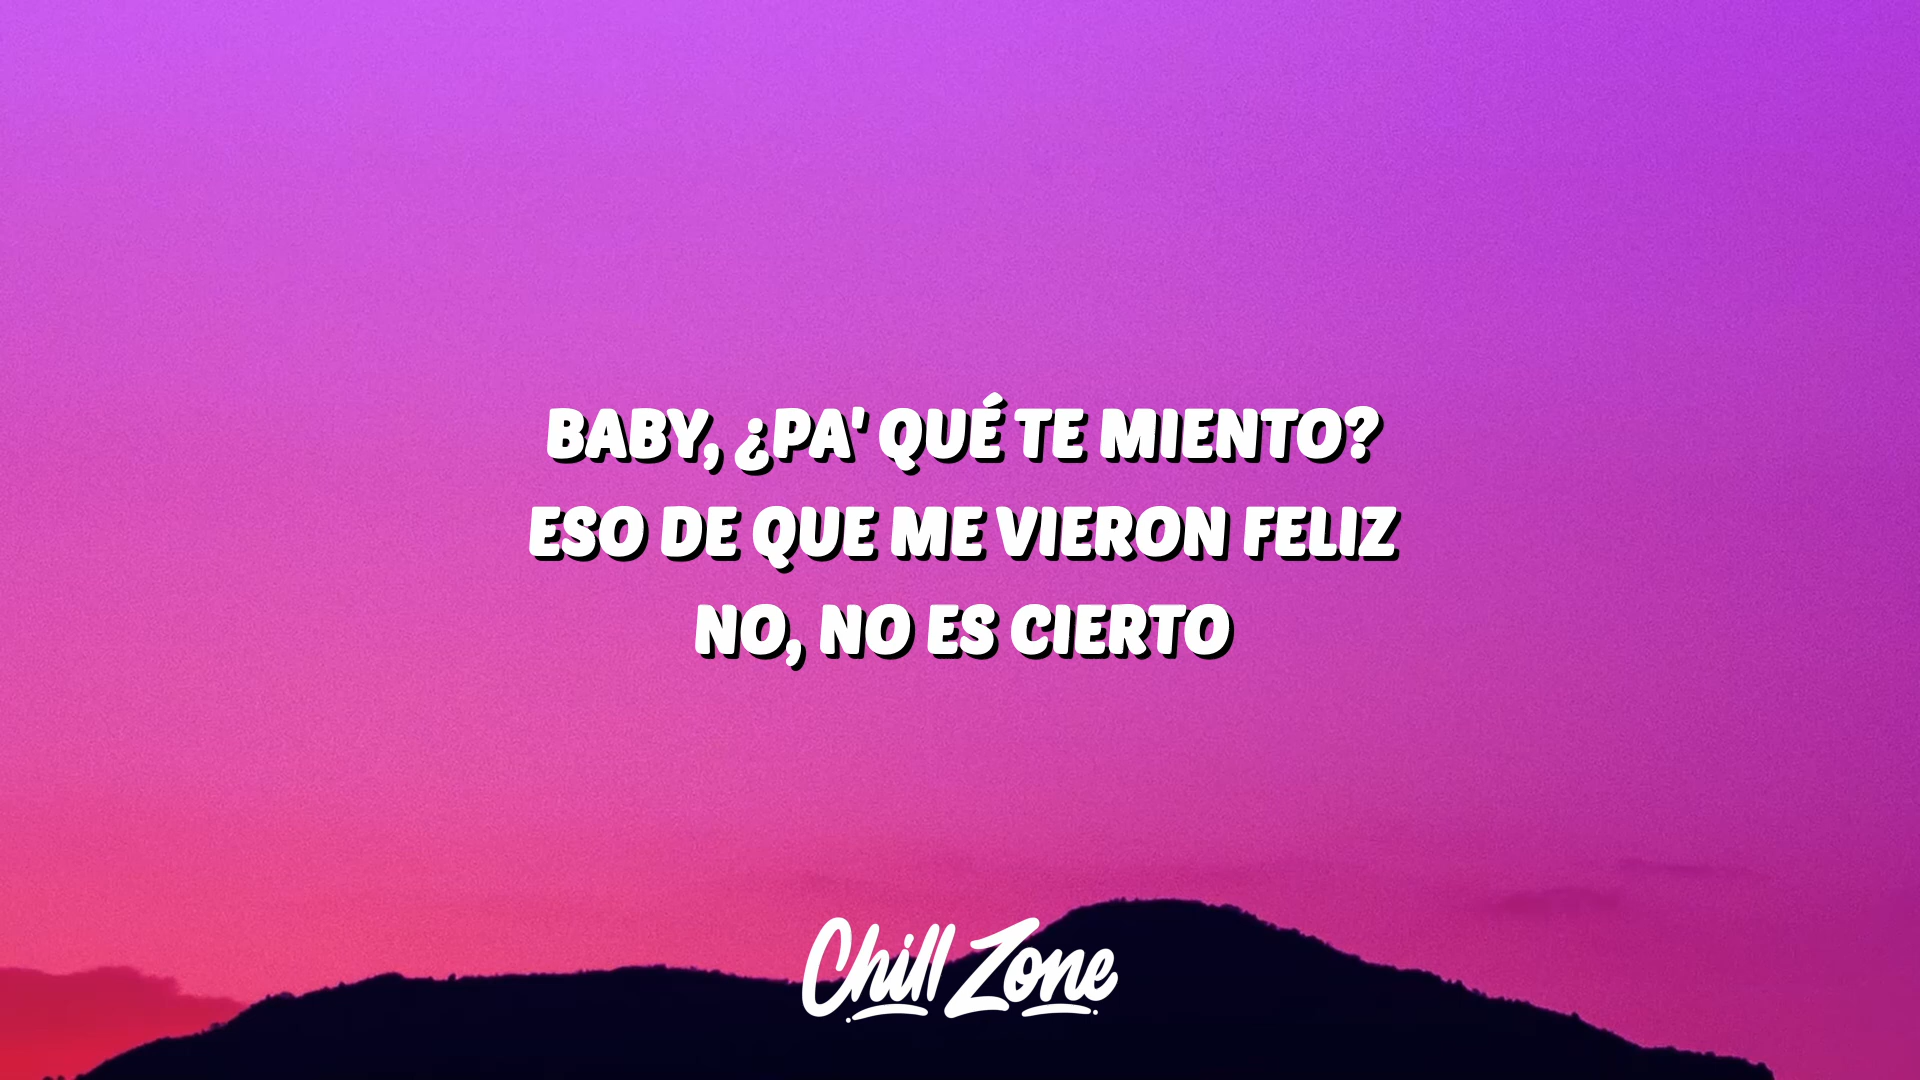 BABY, ¿PA' QUÉ TE MIENTO?
ESO DE QUE ME VIERON FELIZ
NO, NO ES CIERTO
Chill Zone